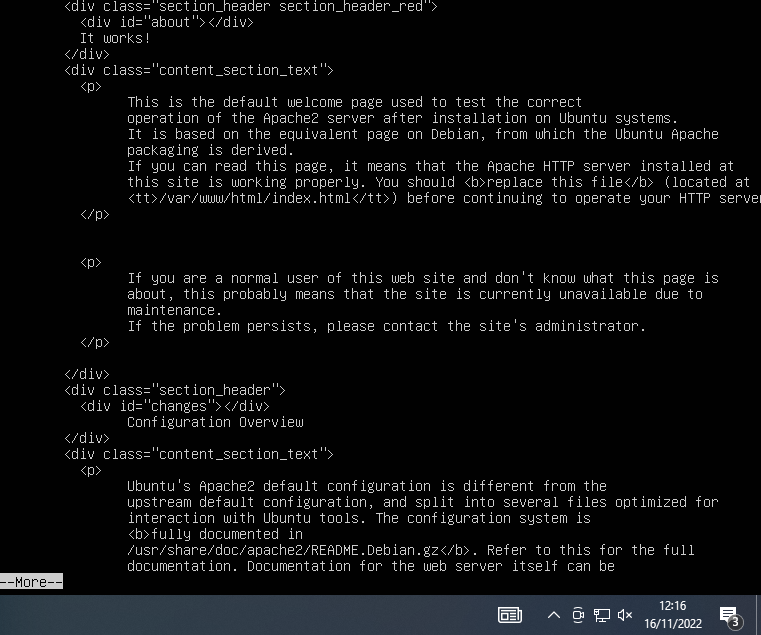 <div class="section_header section_header_red">
<div id="about"></div>
It works!
</div>
<div class="content_section_text">
<p>
This is the default welcome page used to test the correct
operation of the Apache2 server after installation on Ubuntu systems.
It is based on the equivalent page on Debian, from which the Ubuntu Apache
packaging is derived.
If you can read this page, it means that the Apache HTTP server installed at
this site is working properly. You should <b>replace this file</b> (located at
<tt>/var/www/html/index.html</tt>) before continuing to operate your HTTP serve
</p>
<p>
If you are a normal user of this web site and don't know what this page is
about, this probably means that the site is currently unavailable due to
maintenance.
If the problem persists, please contact the site's administrator.
</p>
</div>
<div class="section_header">
<div id="changes"></div>
Configuration Overview
</div>
<div class="content_section_text">
<p>
Ubuntu's Apache2 default configuration is different from the
upstream default configuration, and split into several files optimized for
interaction with Ubuntu tools. The configuration system is
<b>fully documented in
/usr/share/doc/apache2/README.Debian.gz</b>. Refer to this for the full
documentation. Documentation for the web server itself can be
--More--
12:16
16/11/2022
3